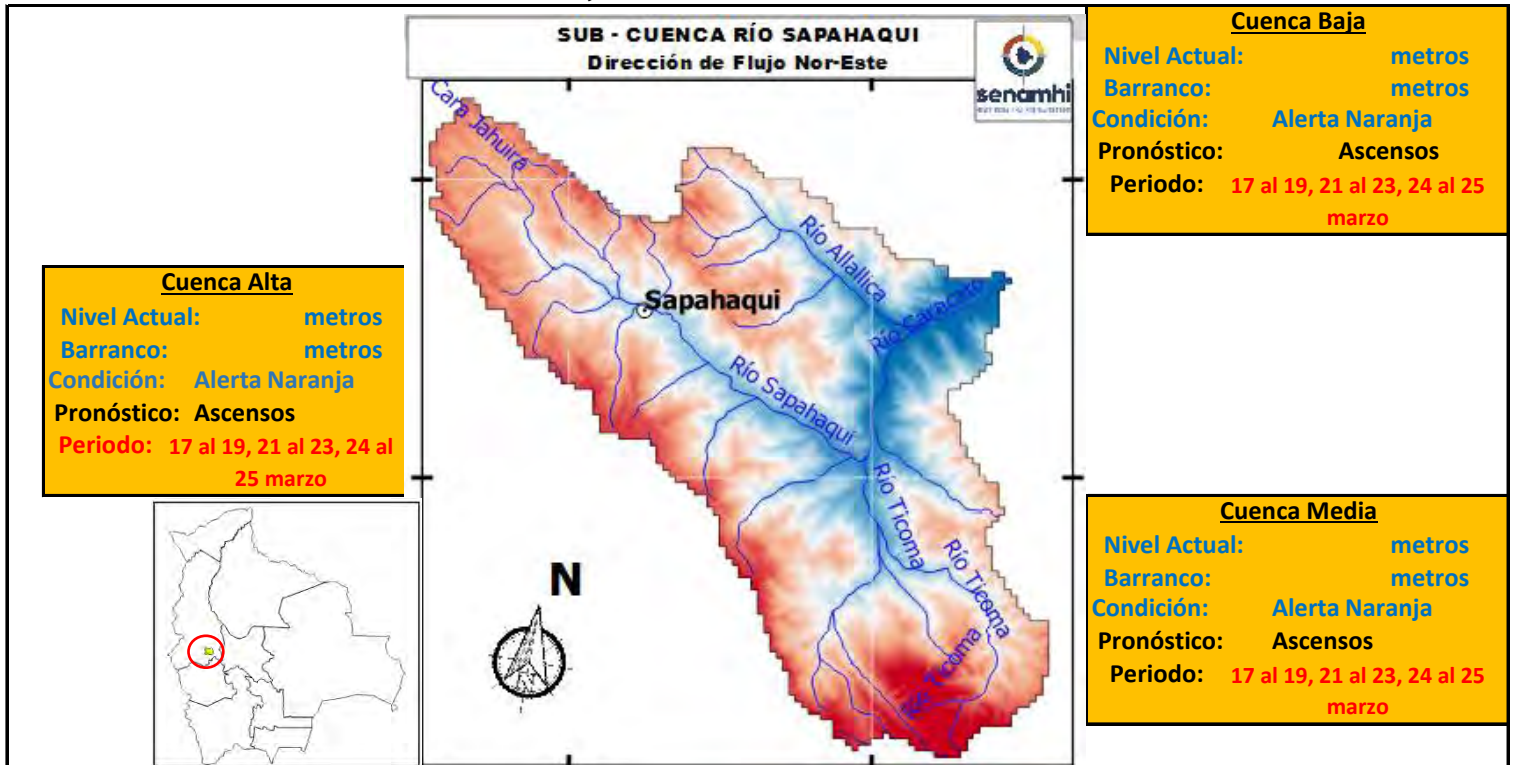 SUB - CUENCA RÍO SAPAHAQUI
Dirección de Flujo Nor-Este
senamhi
Cuenca Baja
Nivel Actual: metros
Barranco: metros
Condición: Alerta Naranja
Pronóstico: Ascensos
Periodo: 17 al 19, 21 al 23, 24 al 25
marzo
Cuenca Alta
Nivel Actual: metros
Barranco: metros
Condición: Alerta Naranja
Pronóstico: Ascensos
Periodo: 17 al 19, 21 al 23, 24 al
25 marzo
Cara Jahuira
Río Allallica
Río Caracato
Sapahaqui
Río Sapahaqui
Río Ticoma
Río Ticoma
Río Ticoma
N
Cuenca Media
Nivel Actual: metros
Barranco: metros
Condición: Alerta Naranja
Pronóstico: Ascensos
Periodo: 17 al 19, 21 al 23, 24 al 25
marzo